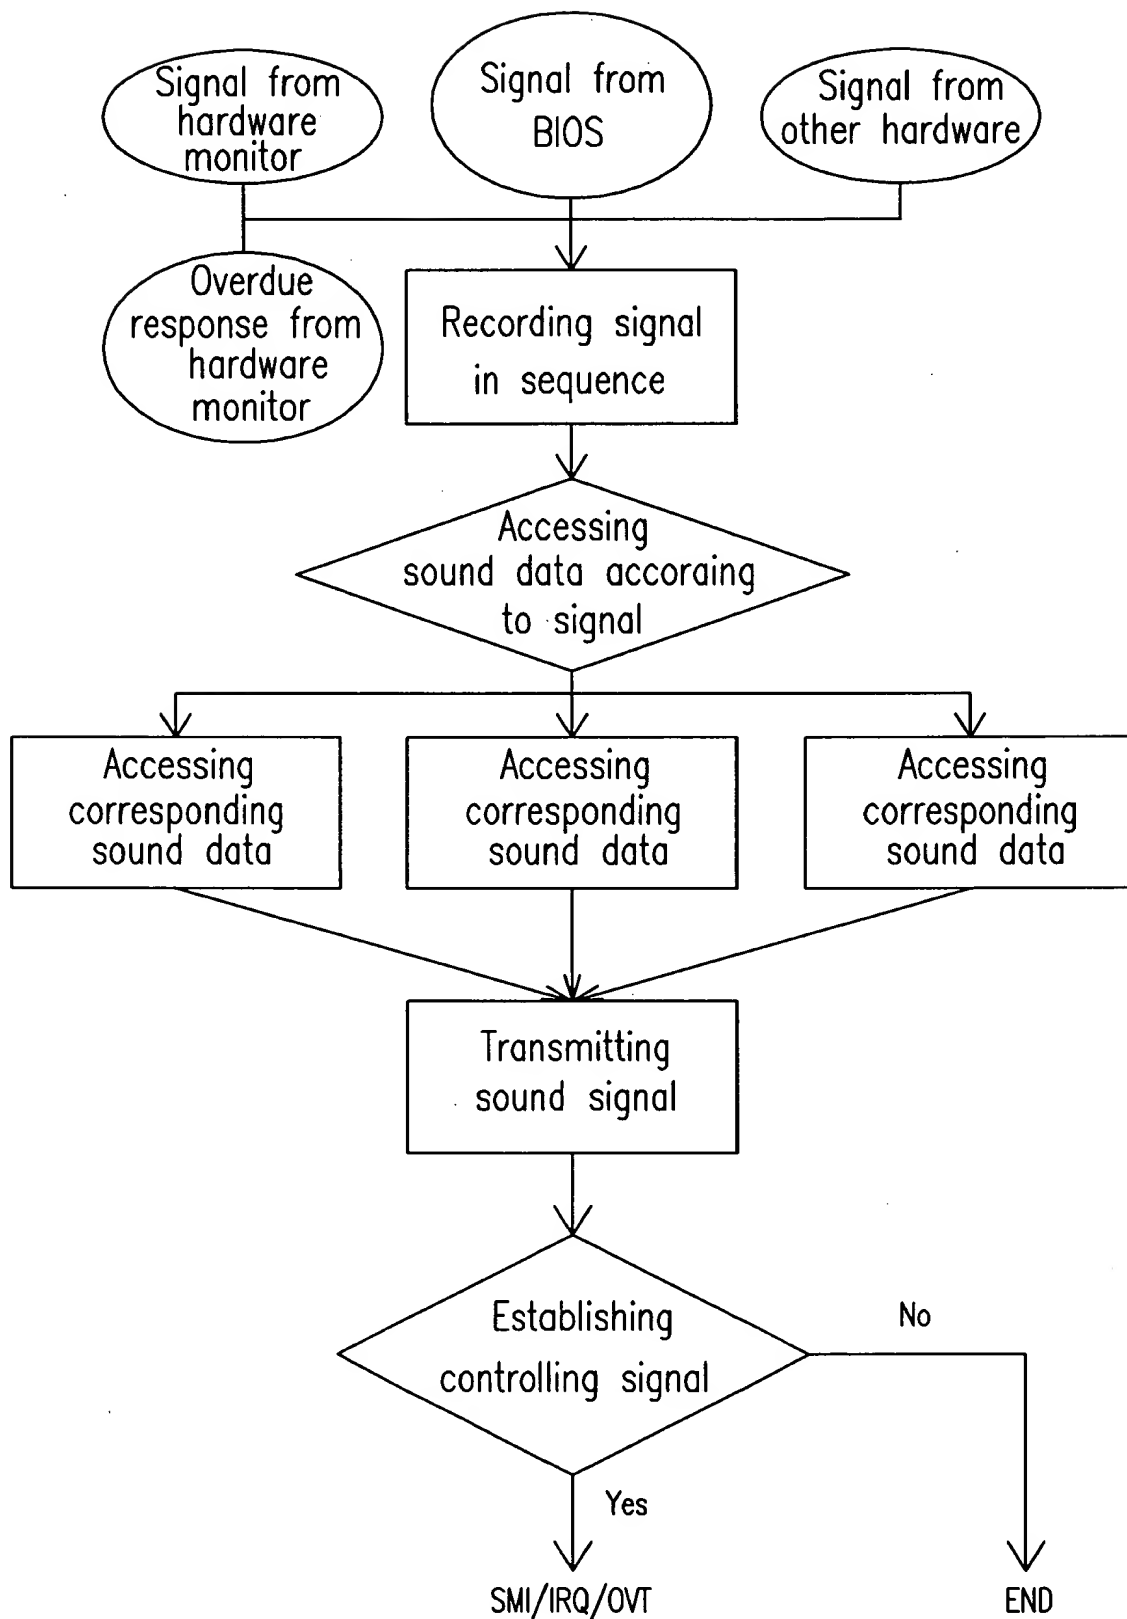 Signal from
hardware
monitor
Signal from
BIOS
Signal from
other hardware
Overdue
response from
hardware
monitor
Recording signal
in sequence
Accessing
sound data accoraing
to signal
Accessing
corresponding
sound data
Accessing
corresponding
sound data
Accessing
corresponding
sound data
Transmitting
sound signal
Establishing
controlling signal
No
Yes
SMI/IRQ/OVT
END